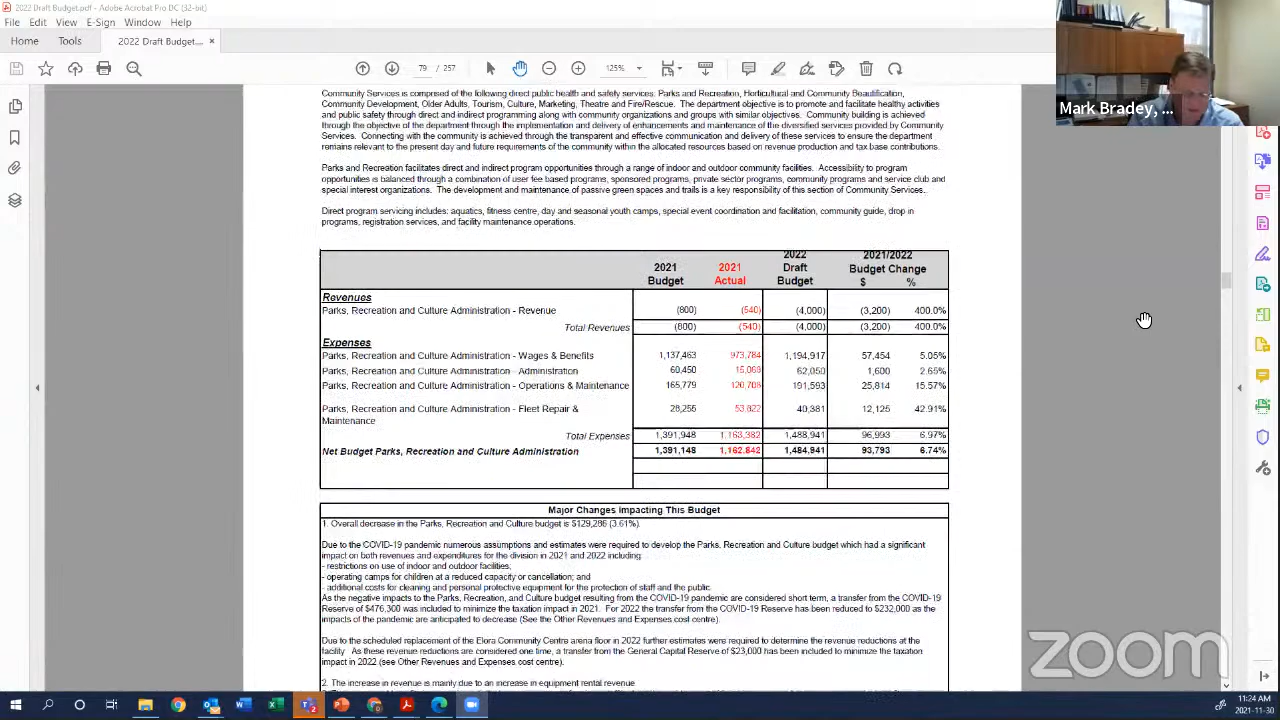 2022 Draft Budget.pdf - Adobe Acrobat Pro DC (32-bit)
File Edit View E-Sign Window Help
Home Tools 2022 Draft Budget... ×
79 / 257 125%
Mark Bradey, ...
Community Services is comprised of the following direct public health and safety services: Parks and Recreation, Horticultural and Community Beautification,
Community Development, Older Adults, Tourism, Culture, Marketing, Theatre and Fire/Rescue. The department objective is to promote and facilitate healthy activities
and public safety through direct and indirect programming along with community organizations and groups with similar objectives. Community building is achieved
through the objective of the department through the implementation and delivery of enhancements and maintenance of the diversified services provided by Community
Services. Connecting with the community is achieved through the transparent and effective communication and delivery of these services to ensure the department
remains relevant to the present day and future requirements of the community within the allocated resources based on revenue production and tax base contributions.
Parks and Recreation facilitates direct and indirect program opportunities through a range of indoor and outdoor community facilities. Accessibility to program
opportunities is balanced through a combination of user fee based programs, sponsored programs, private sector programs, community programs and service club and
special interest organizations. The development and maintenance of passive green spaces and trails is a key responsibility of this section of Community Services.
Direct program servicing includes: aquatics, fitness centre, day and seasonal youth camps, special event coordination and facilitation, community guide, drop in
programs, registration services, and facility maintenance operations.
2021 Budget 2021 Actual 2022 Draft Budget 2021/2022 Budget Change $ %
Revenues
Parks, Recreation and Culture Administration - Revenue (800) (540) (4,000) (3,200) 400.0%
Total Revenues (800) (540) (4,000) (3,200) 400.0%
Expenses
Parks, Recreation and Culture Administration - Wages & Benefits 1,137,463 973,784 1,194,917 57,454 5.05%
Parks, Recreation and Culture Administration - Administration 60,450 15,068 62,050 1,600 2.65%
Parks, Recreation and Culture Administration - Operations & Maintenance 165,779 120,708 191,593 25,814 15.57%
Parks, Recreation and Culture Administration - Fleet Repair & 28,255 53,822 40,381 12,125 42.91%
Maintenance
Total Expenses 1,391,948 1,163,382 1,488,941 96,993 6.97%
Net Budget Parks, Recreation and Culture Administration 1,391,148 1,162,842 1,484,941 93,793 6.74%
Major Changes impacting This Budget
1. Overall decrease in the Parks, Recreation and Culture budget is $129,286 (3.61%).
Due to the COVID-19 pandemic numerous assumptions and estimates were required to develop the Parks, Recreation and Culture budget which had a significant
impact on both revenues and expenditures for the division in 2021 and 2022 including:
- restrictions on use of indoor and outdoor facilities;
- operating camps for children at a reduced capacity or cancellation; and
- additional costs for cleaning and personal protective equipment for the protection of staff and the public.
As the negative impacts to the Parks, Recreation, and Culture budget resulting from the COVID-19 pandemic are considered short term, a transfer from the COVID-19
Reserve of $476,300 was included to minimize the taxation impact in 2021. For 2022 the transfer from the COVID-19 Reserve has been reduced to $232,000 as the
impacts of the pandemic are anticipated to decrease (See the Other Revenues and Expenses cost centre).
Due to the scheduled replacement of the Elora Community Centre arena floor in 2022 further estimates were required to determine the revenue reductions at the
facility. As these revenue reductions are considered one time, a transfer from the General Capital Reserve of $23,000 has been included to minimize the taxation
impact in 2022 (see Other Revenues and Expenses cost centre).
2. The increase in revenue is mainly due to an increase in equipment rental revenue.
zoom
11:24 AM
2021-11-30